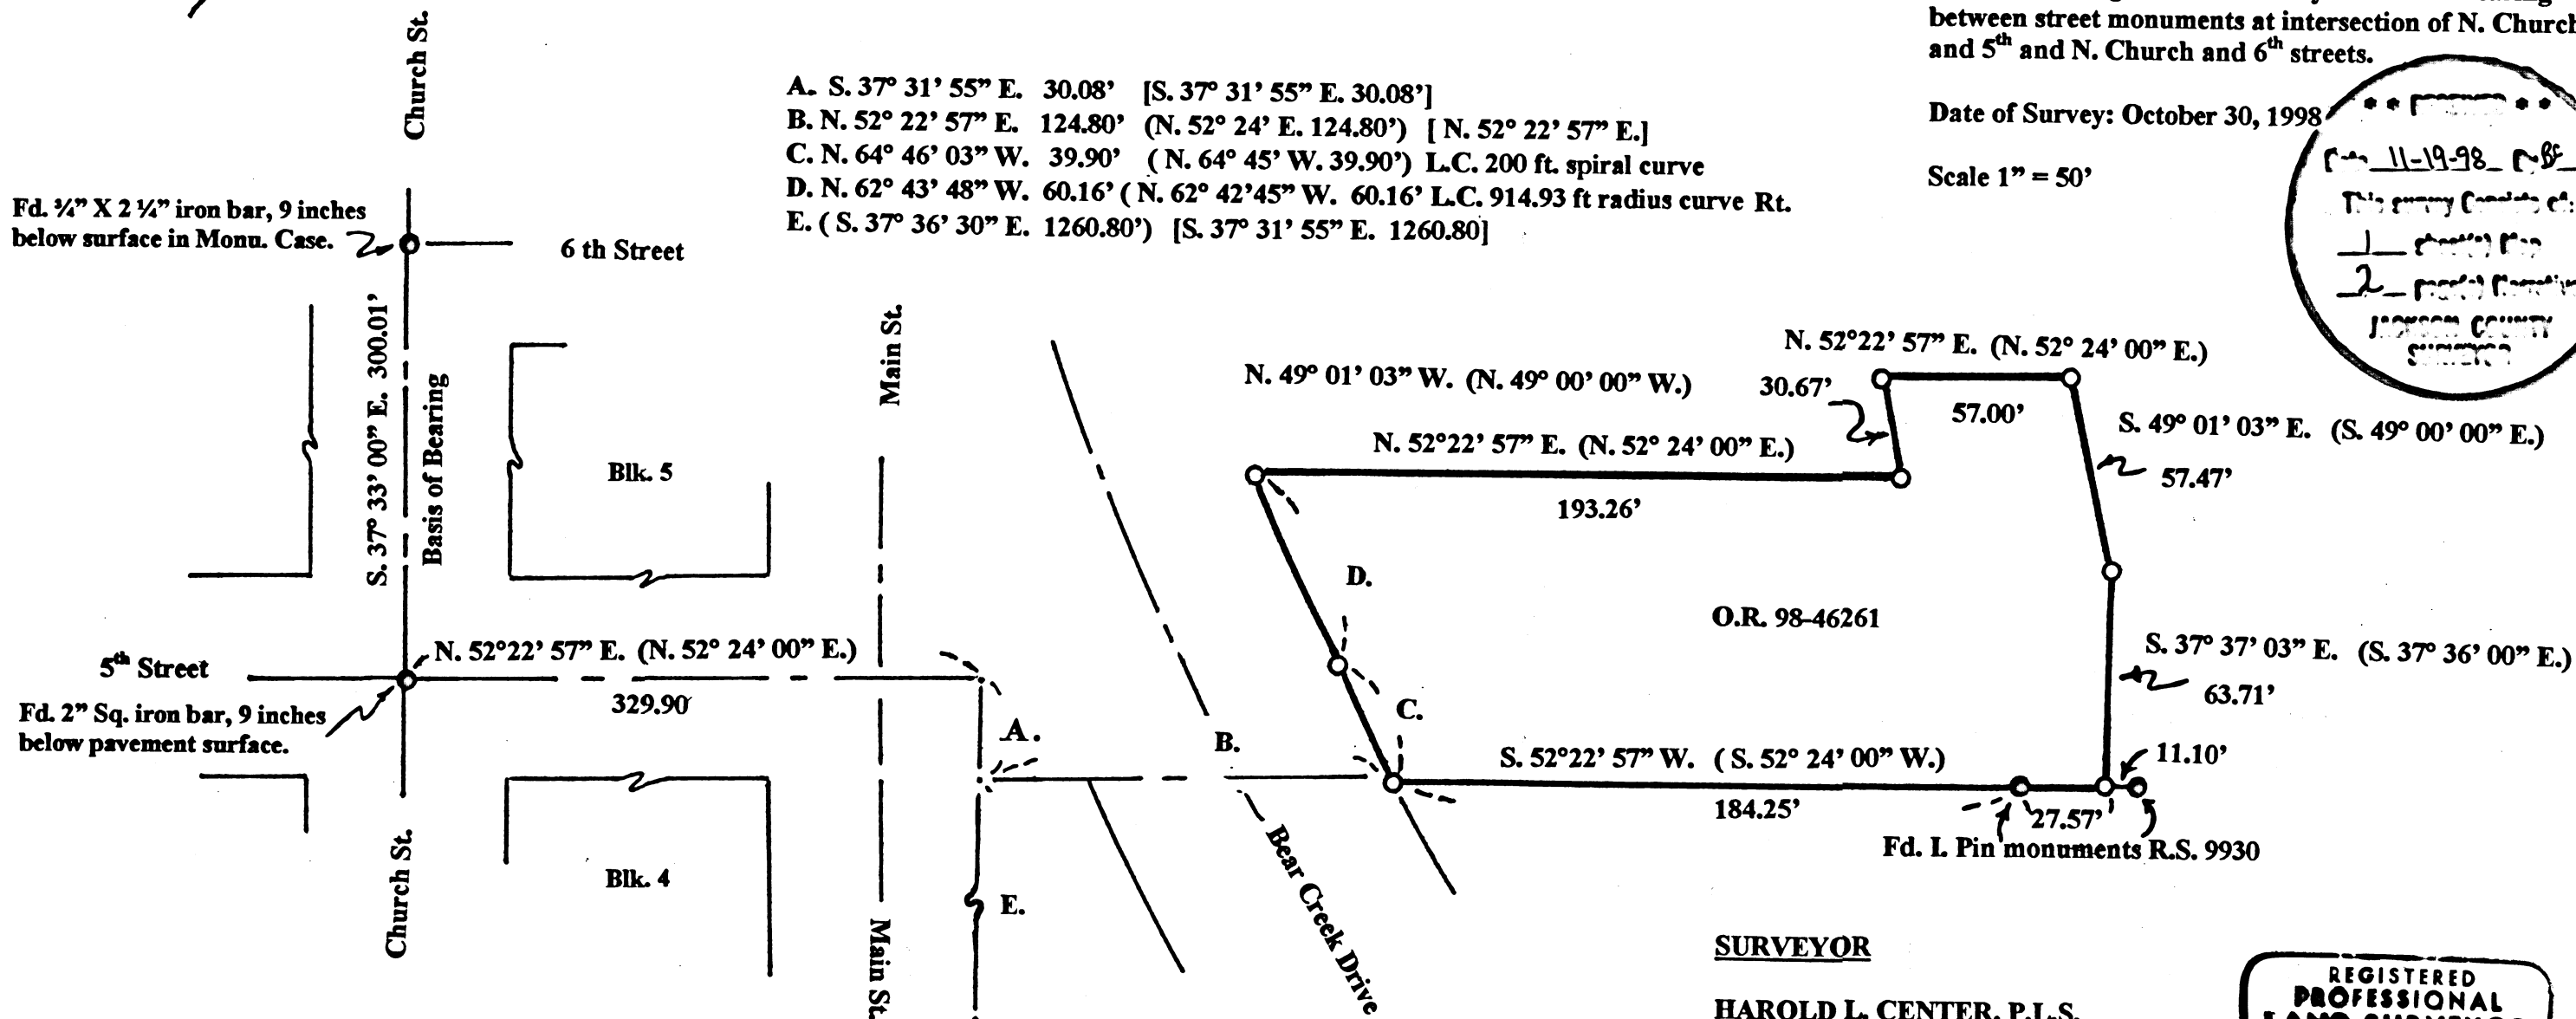 Church St.
between street monuments at intersection of N. Church
and 5th and N. Church and 6th streets.
A. S. 37° 31' 55" E. 30.08' [S. 37° 31' 55" E. 30.08']
B. N. 52° 22' 57" E. 124.80' (N. 52° 24' E. 124.80') [ N. 52° 22' 57" E.]
C. N. 64° 46' 03" W. 39.90' ( N. 64° 45' W. 39.90') L.C. 200 ft. spiral curve
D. N. 62° 43' 48" W. 60.16' ( N. 62° 42'45" W. 60.16' L.C. 914.93 ft radius curve Rt.
E. ( S. 37° 36' 30" E. 1260.80') [S. 37° 31' 55" E. 1260.80]
Date of Survey: October 30, 1998
Scale 1" = 50'
11-19-98
This survey Consists of:
1
2
JACKSON COUNTY
SURVEYOR
Fd. ¾" X 2 ¼" iron bar, 9 inches
below surface in Monu. Case.
6 th Street
S. 37° 33' 00" E. 300.01'
Basis of Bearing
Main St.
Blk. 5
N. 49° 01' 03" W. (N. 49° 00' 00" W.)
30.67'
N. 52°22' 57" E. (N. 52° 24' 00" E.)
57.00'
N. 52°22' 57" E. (N. 52° 24' 00" E.)
193.26'
S. 49° 01' 03" E. (S. 49° 00' 00" E.)
57.47'
D.
O.R. 98-46261
5th Street
N. 52°22' 57" E. (N. 52° 24' 00" E.)
329.90
Fd. 2" Sq. iron bar, 9 inches
below pavement surface.
A.
B.
C.
S. 37° 37' 03" E. (S. 37° 36' 00" E.)
63.71'
S. 52°22' 57" W. ( S. 52° 24' 00" W.)
184.25'
11.10'
27.57'
Fd. I. Pin monuments R.S. 9930
Church St.
Blk. 4
Main St.
E.
Bear Creek Drive
SURVEYOR
HAROLD L. CENTER, P.L.S.
REGISTERED
PROFESSIONAL
LAND SURVEYOR